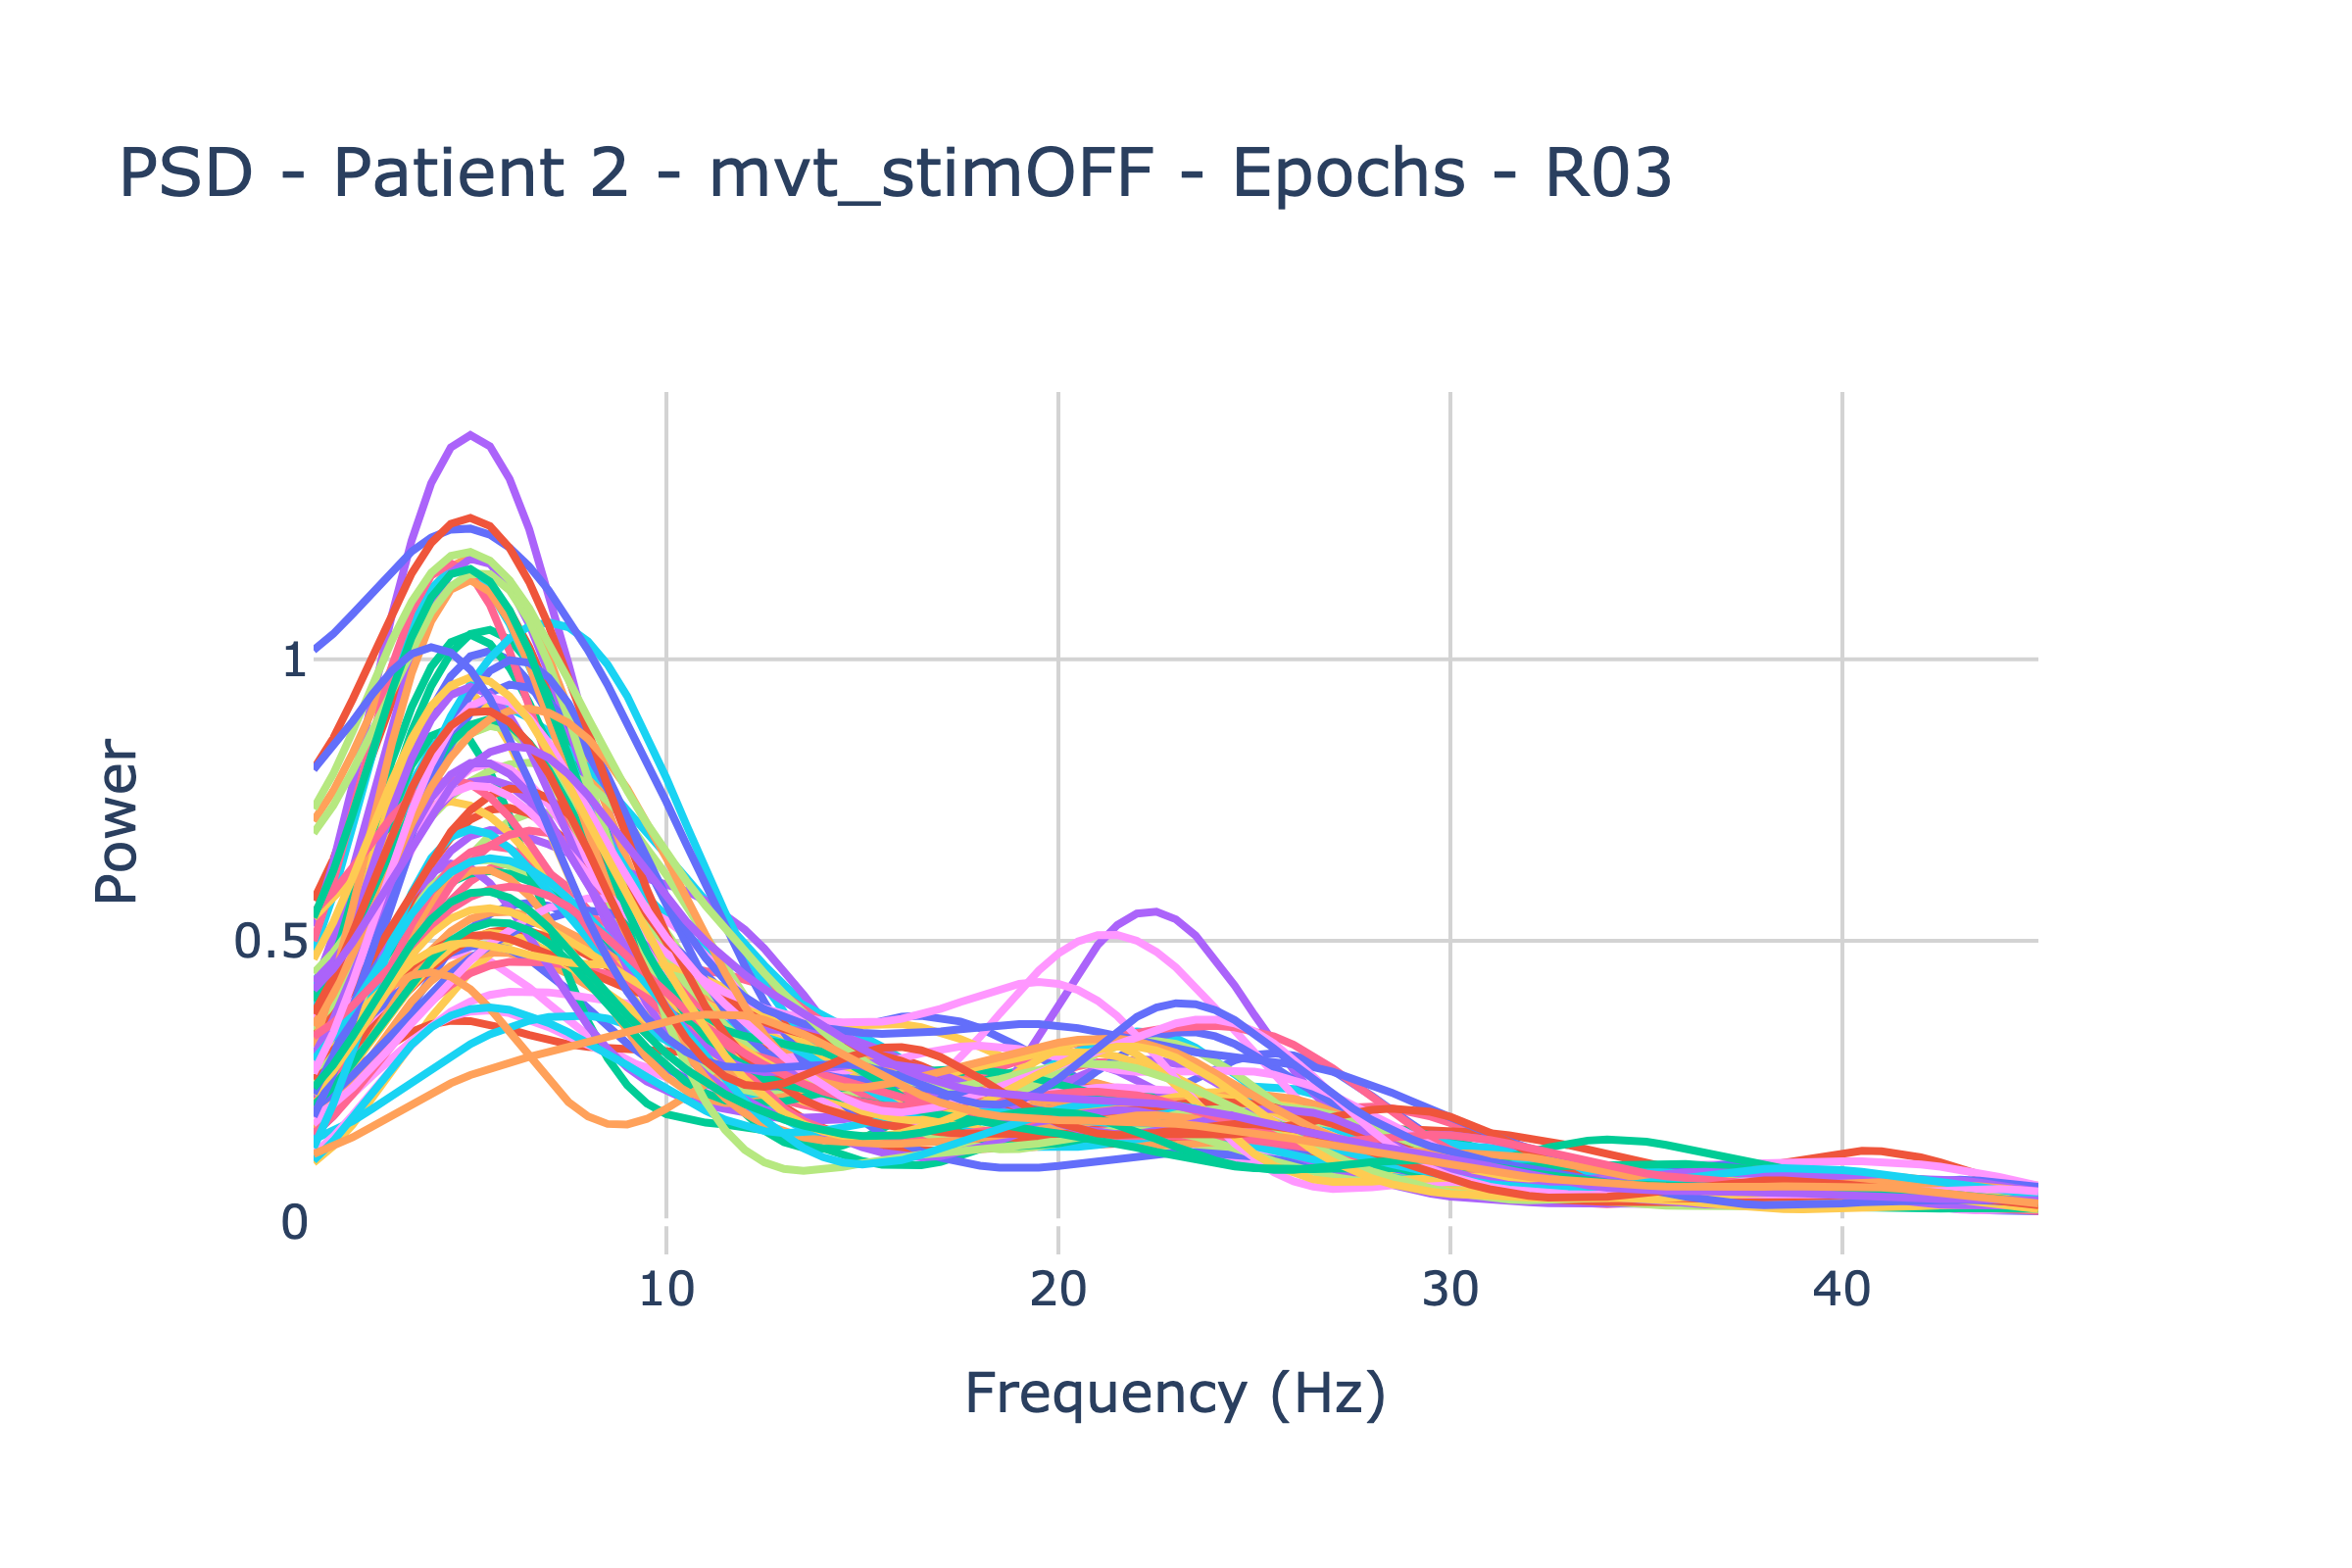 PSD - Patient 2 - mvt_stimOFF - Epochs - R03
1
0.5
0
Power
10 20 30 40
Frequency (Hz)